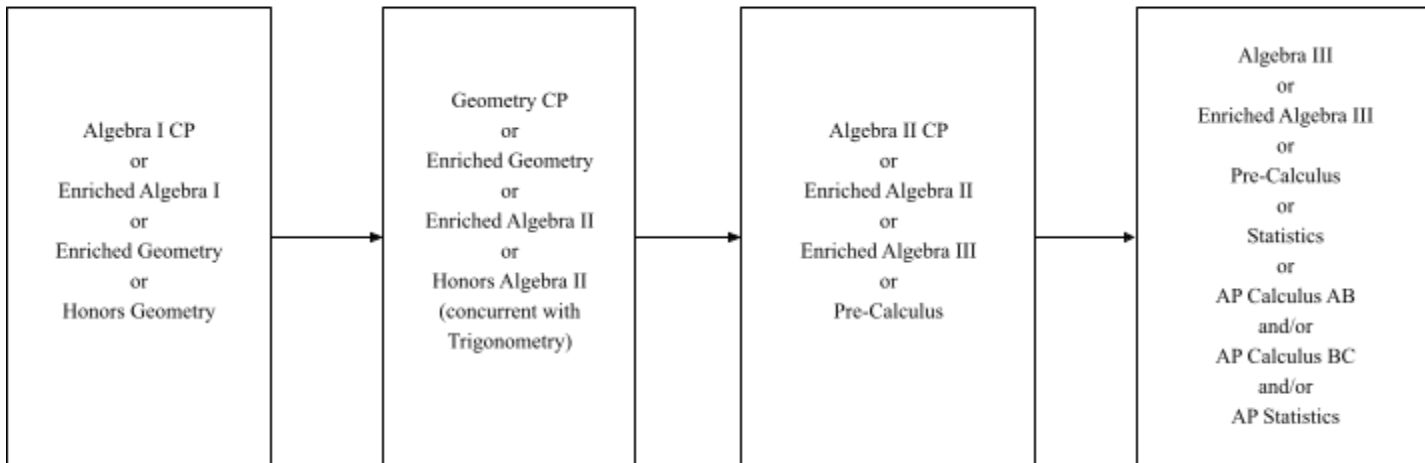 Algebra I CP
or
Enriched Algebra I
or
Enriched Geometry
or
Honors Geometry
Geometry CP
or
Enriched Geometry
or
Enriched Algebra II
or
Honors Algebra II
(concurrent with
Trigonometry)
Algebra II CP
or
Enriched Algebra II
or
Enriched Algebra III
or
Pre-Calculus
Algebra III
or
Enriched Algebra III
or
Pre-Calculus
or
Statistics
or
AP Calculus AB
and/or
AP Calculus BC
and/or
AP Statistics